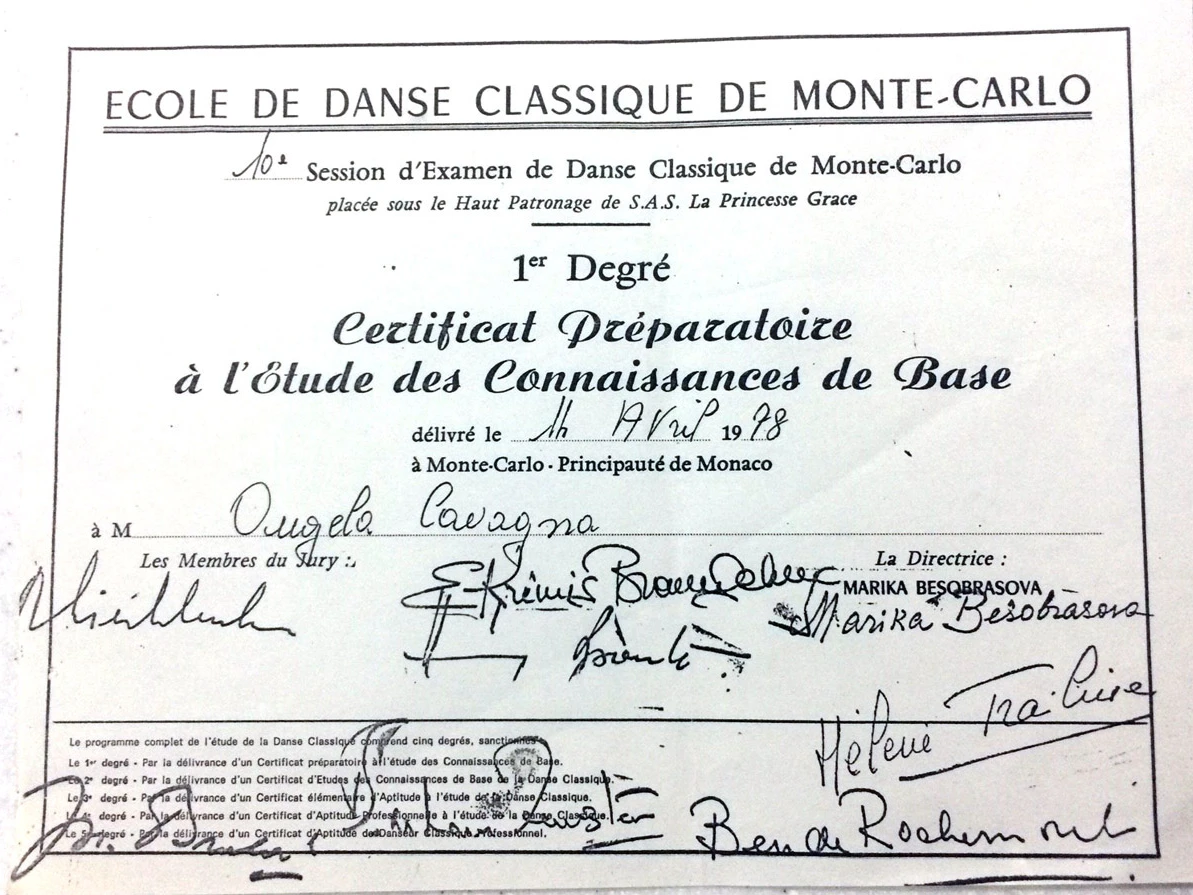 ECOLE DE DANSE CLASSIQUE DE MONTE-CARLO
10e Session d'Examen de Danse Classique de Monte-Carlo
placée sous le Haut Patronage de S.A.S. La Princesse Grace
1er Degré
Certificat Préparatoire
à l'Étude des Connaissances de Base
délivré le Avril 1978
à Monte-Carlo - Principauté de Monaco
à M Angela Cavagna
Les Membres du Jury :
La Directrice :
MARIKA BESOBRASOVA
Marika Besobrasova
Hélène Trailine
Le programme complet de l'étude de la Danse Classique comprend cinq degrés, sanctionnés
Le 1er degré - Par la délivrance d'un Certificat préparatoire à l'étude des Connaissances de Base.
Le 2e degré - Par la délivrance d'un Certificat d'Etudes des Connaissances de Base de la Danse Classique.
Le 3e degré - Par la délivrance d'un Certificat élémentaire d'Aptitude à l'étude de la Danse Classique.
Le 4e degré - Par la délivrance d'un Certificat d'Aptitude Professionnelle à l'étude de la Danse Classique.
Le 5e degré - Par la délivrance d'un Certificat d'Aptitude de Danseur Classique Professionnel.